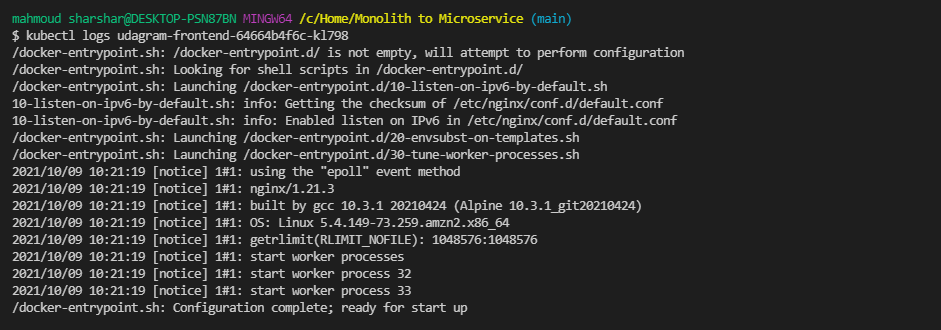 mahmoud sharshar@DESKTOP-PSN87BN MINGW64 /c/Home/Monolith to Microservice (main)
$ kubectl logs udagram-frontend-64664b4f6c-kl798
/docker-entrypoint.sh: /docker-entrypoint.d/ is not empty, will attempt to perform configuration
/docker-entrypoint.sh: Looking for shell scripts in /docker-entrypoint.d/
/docker-entrypoint.sh: Launching /docker-entrypoint.d/10-listen-on-ipv6-by-default.sh
10-listen-on-ipv6-by-default.sh: info: Getting the checksum of /etc/nginx/conf.d/default.conf
10-listen-on-ipv6-by-default.sh: info: Enabled listen on IPv6 in /etc/nginx/conf.d/default.conf
/docker-entrypoint.sh: Launching /docker-entrypoint.d/20-envsubst-on-templates.sh
/docker-entrypoint.sh: Launching /docker-entrypoint.d/30-tune-worker-processes.sh
2021/10/09 10:21:19 [notice] 1#1: using the "epoll" event method
2021/10/09 10:21:19 [notice] 1#1: nginx/1.21.3
2021/10/09 10:21:19 [notice] 1#1: built by gcc 10.3.1 20210424 (Alpine 10.3.1_git20210424)
2021/10/09 10:21:19 [notice] 1#1: OS: Linux 5.4.149-73.259.amzn2.x86_64
2021/10/09 10:21:19 [notice] 1#1: getrlimit(RLIMIT_NOFILE): 1048576:1048576
2021/10/09 10:21:19 [notice] 1#1: start worker processes
2021/10/09 10:21:19 [notice] 1#1: start worker process 32
2021/10/09 10:21:19 [notice] 1#1: start worker process 33
/docker-entrypoint.sh: Configuration complete; ready for start up